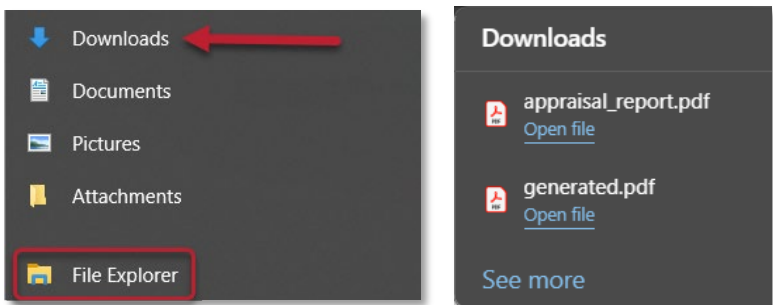 Downloads
Documents
Pictures
Attachments
File Explorer
Downloads
appraisal_report.pdf
Open file
generated.pdf
Open file
See more